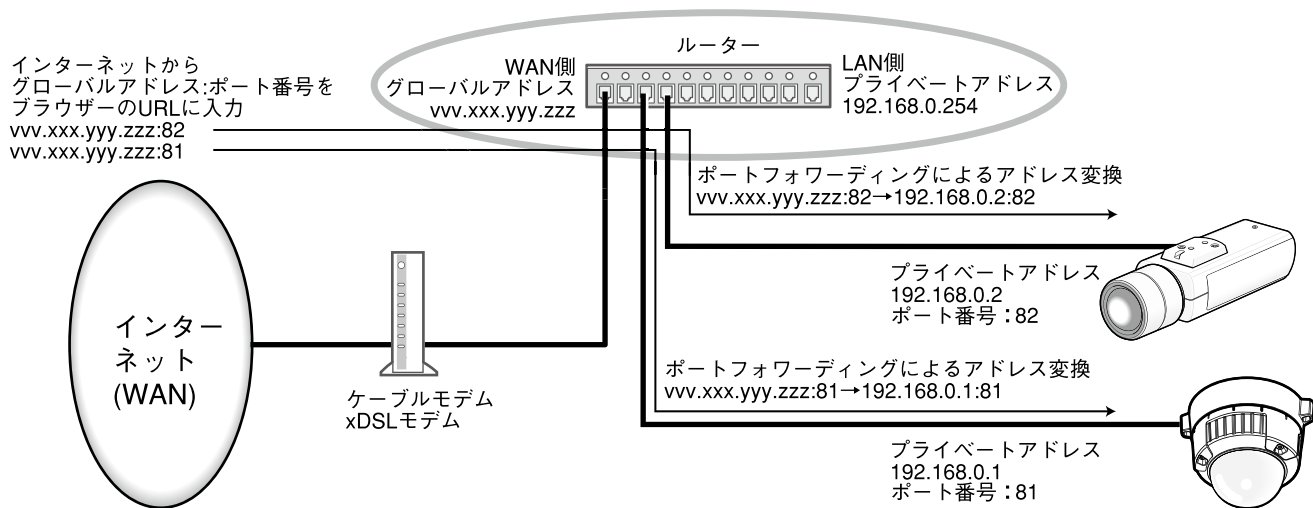 ルーター
インターネットから
グローバルアドレス:ポート番号を
ブラウザーのURLに入力
vvv.xxx.yyy.zzz:82
vvv.xxx.yyy.zzz:81
WAN側
グローバルアドレス
vvv.xxx.yyy.zzz
LAN側
プライベートアドレス
192.168.0.254
ポートフォワーディングによるアドレス変換
vvv.xxx.yyy.zzz:82→192.168.0.2:82
プライベートアドレス
192.168.0.2
ポート番号：82
インター
ネット
(WAN)
ケーブルモデム
xDSLモデム
ポートフォワーディングによるアドレス変換
vvv.xxx.yyy.zzz:81→192.168.0.1:81
プライベートアドレス
192.168.0.1
ポート番号：81